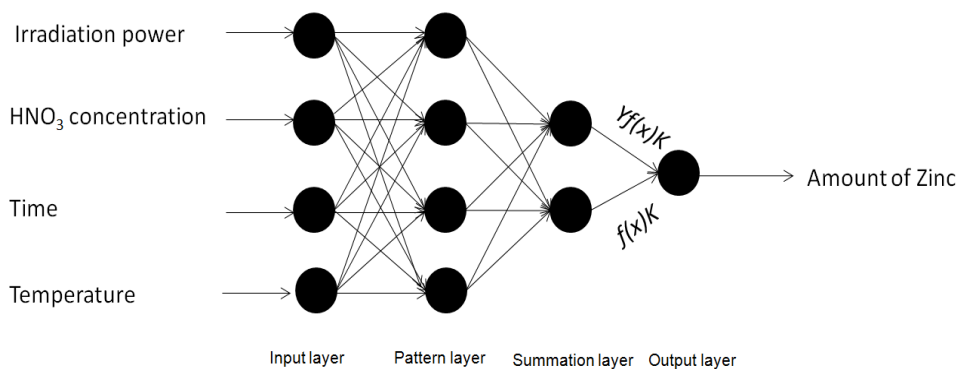 Irradiation power
HNO₃ concentration
Time
Temperature
Yf(x)K
f(x)K
Amount of Zinc
Input layer
Pattern layer
Summation layer
Output layer